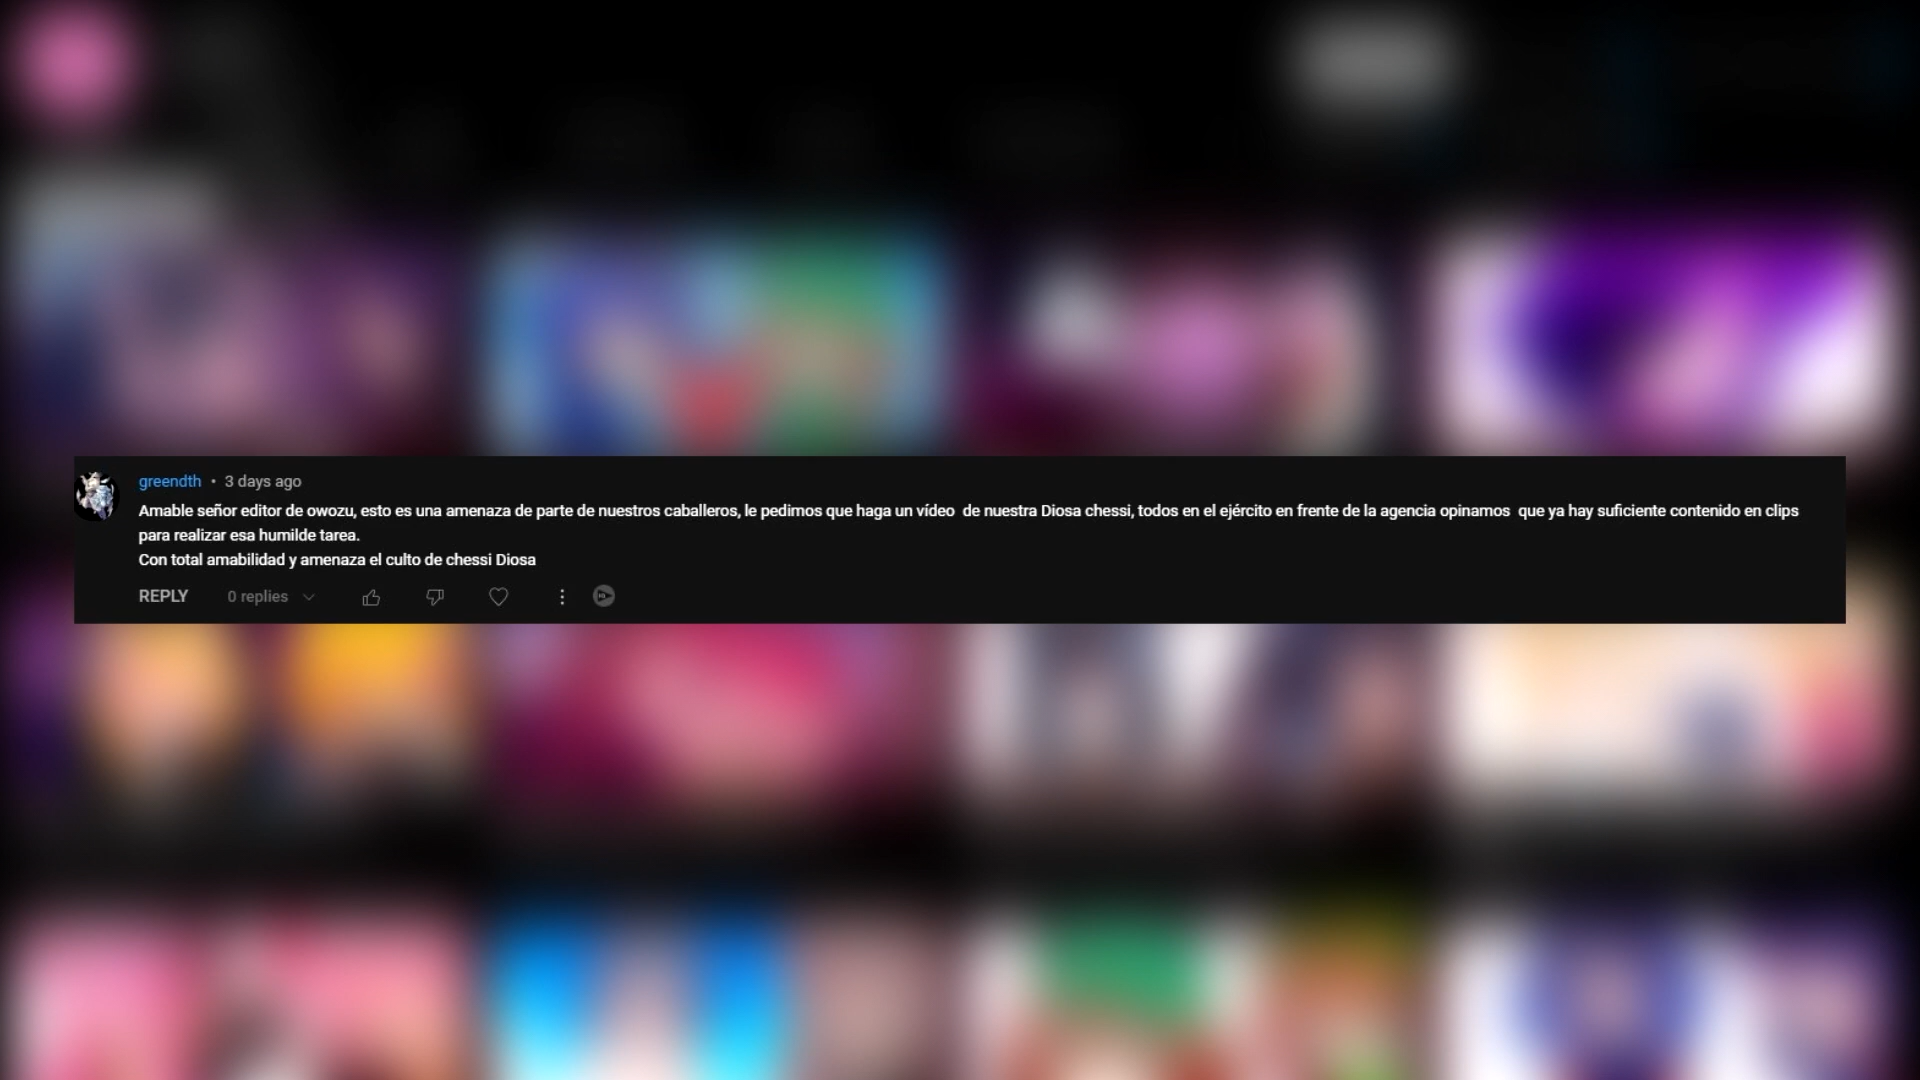 greendth • 3 days ago
Amable señor editor de owozu, esto es una amenaza de parte de nuestros caballeros, le pedimos que haga un vídeo  de nuestra Diosa chessi, todos en el ejército en frente de la agencia opinamos  que ya hay suficiente contenido en clips
para realizar esa humilde tarea.
Con total amabilidad y amenaza el culto de chessi Diosa
REPLY 0 replies